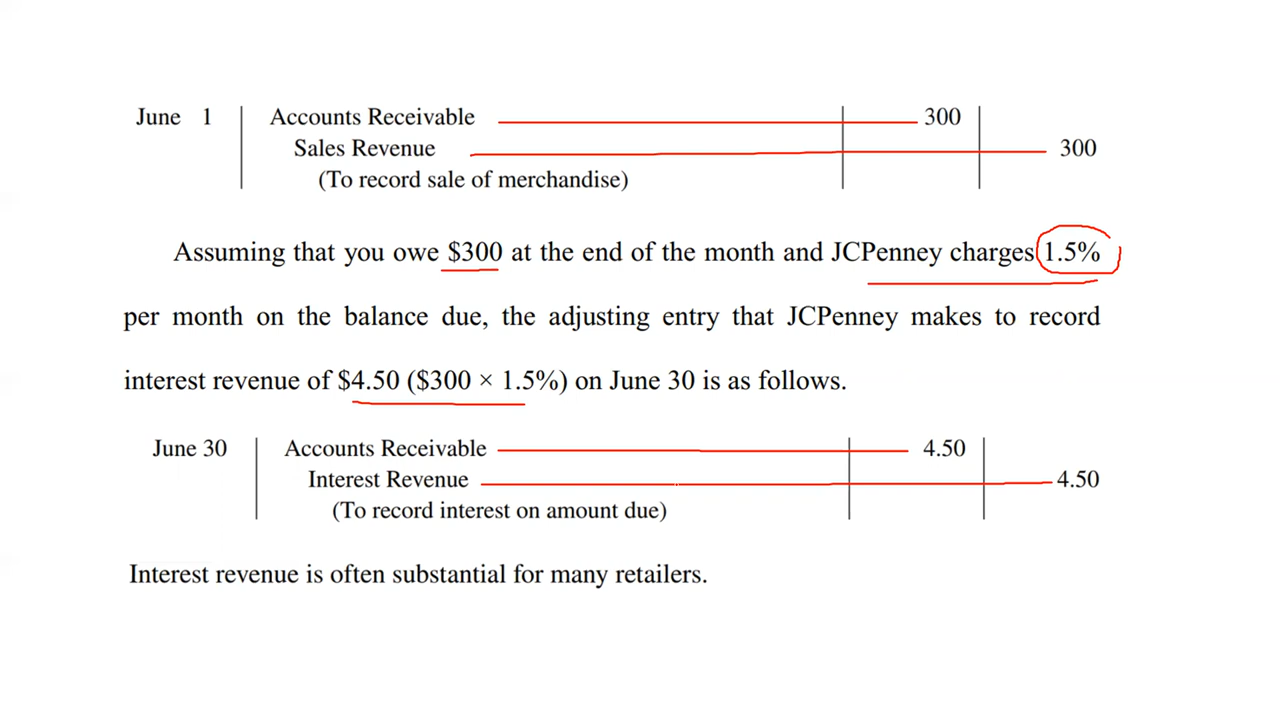 June 1 Accounts Receivable 300
Sales Revenue 300
(To record sale of merchandise)
Assuming that you owe $300 at the end of the month and JCPenney charges 1.5%
per month on the balance due, the adjusting entry that JCPenney makes to record
interest revenue of $4.50 ($300 × 1.5%) on June 30 is as follows.
June 30 Accounts Receivable 4.50
Interest Revenue 4.50
(To record interest on amount due)
Interest revenue is often substantial for many retailers.